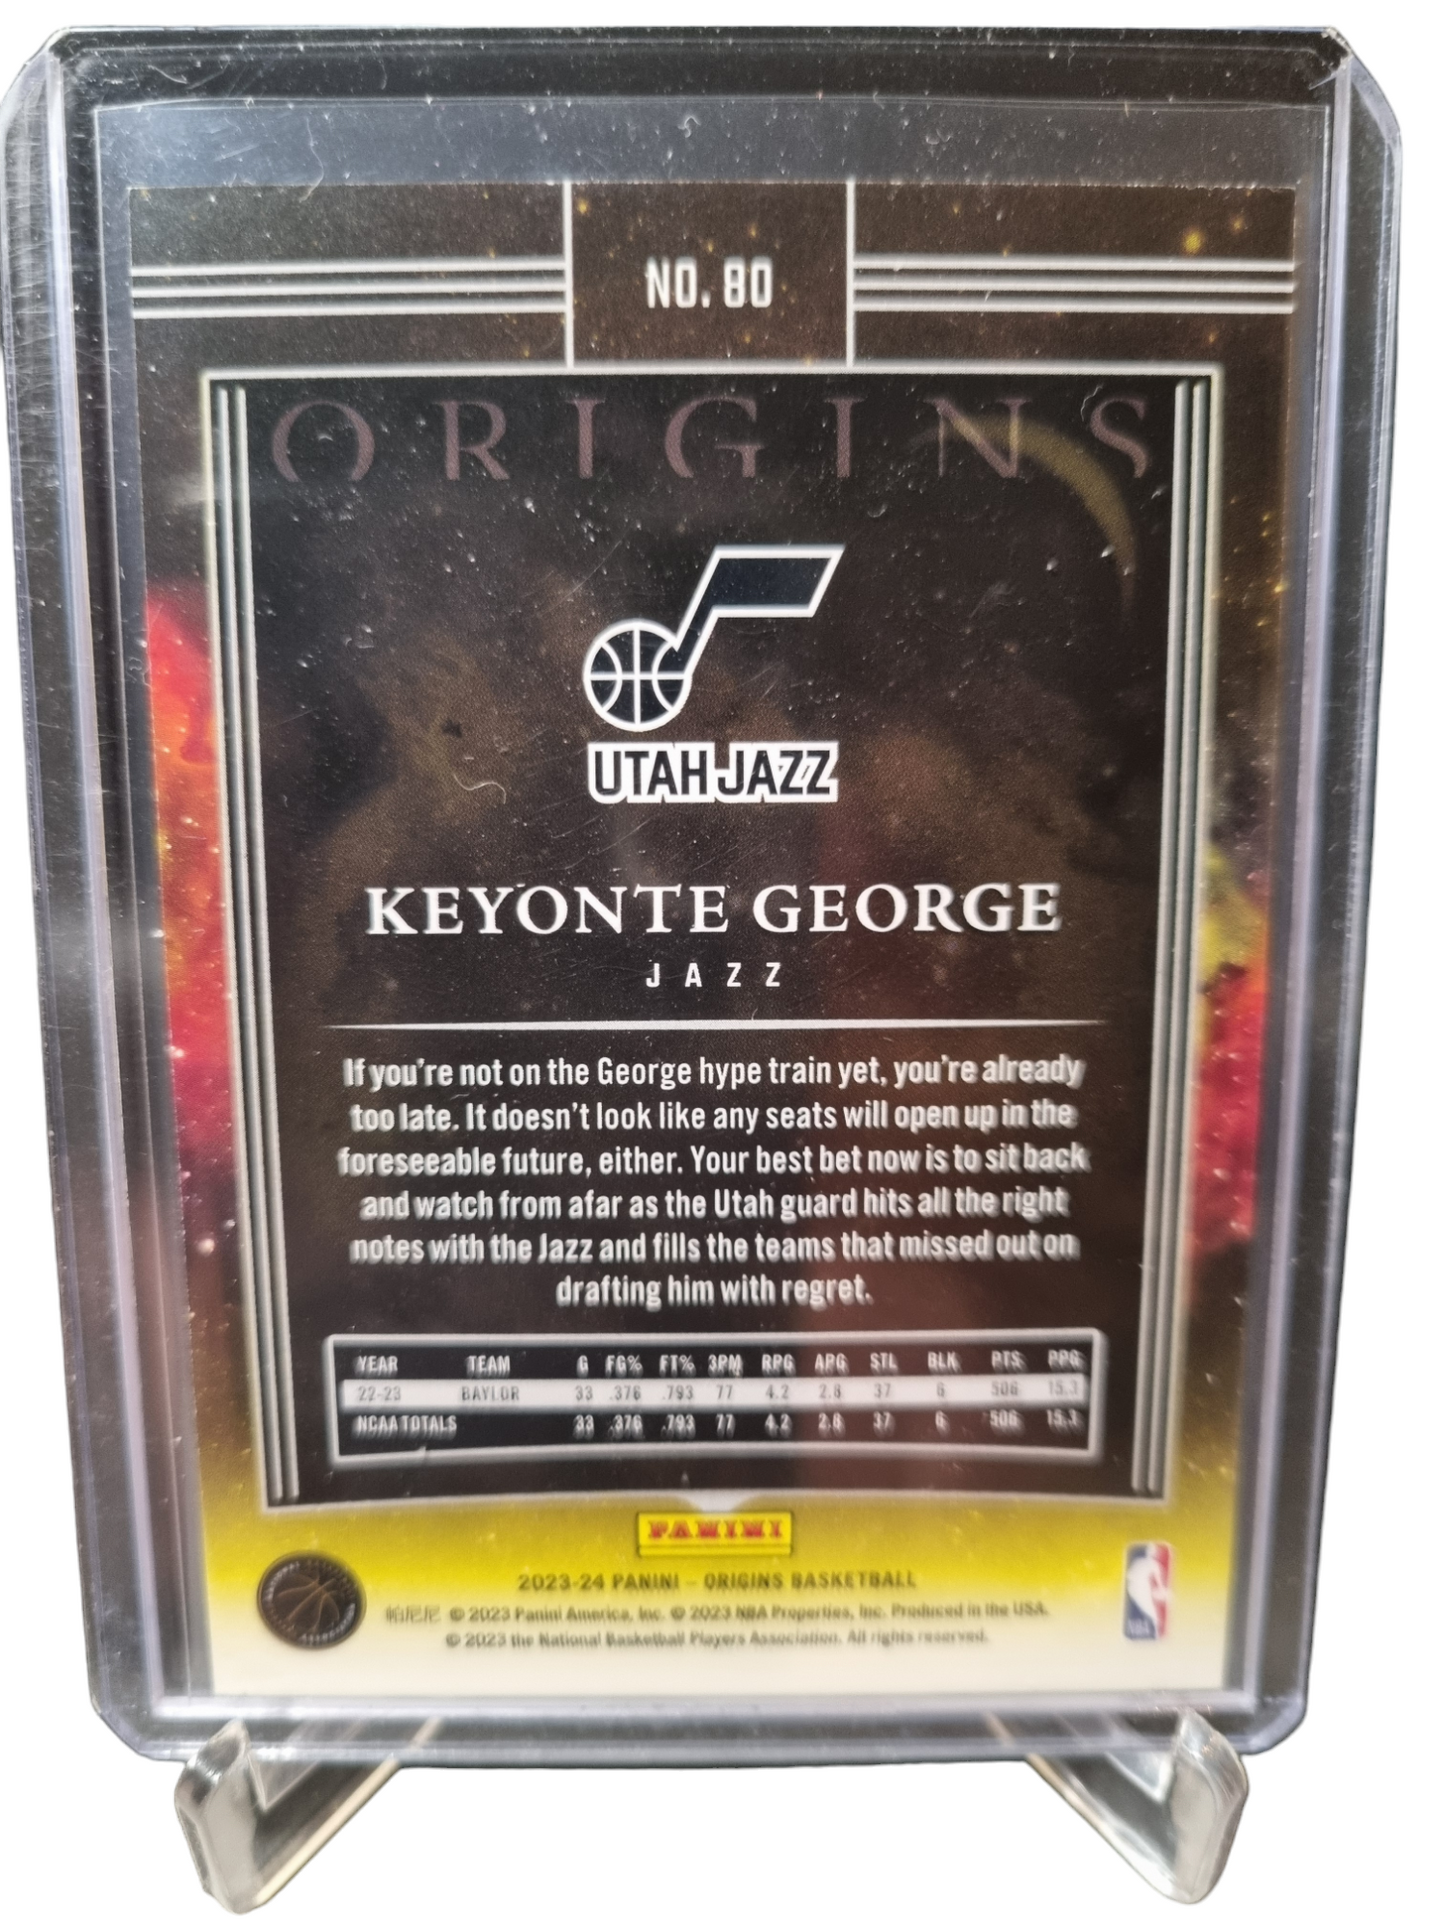 NO. 80
ORIGINS
UTAH JAZZ
KEYONTE GEORGE
JAZZ
If you're not on the George hype train yet, you're already
too late. It doesn't look like any seats will open up in the
foreseeable future, either. Your best bet now is to sit back
and watch from afar as the Utah guard hits all the right
notes with the Jazz and fills the teams that missed out on
drafting him with regret.
YEAR TEAM G FG% FT% 3PM RPG APG STL BLK PTS PPG
22-23 BAYLOR 33 .376 .793 77 4.2 2.8 37 6 506 15.3
NCAA TOTALS 33 .376 .793 77 4.2 2.8 37 6 506 15.3
PANINI
2023-24 PANINI – ORIGINS BASKETBALL
帕尼尼 © 2023 Panini America, Inc. © 2023 NBA Properties, Inc. Produced in the USA.
© 2023 the National Basketball Players Association. All rights reserved.